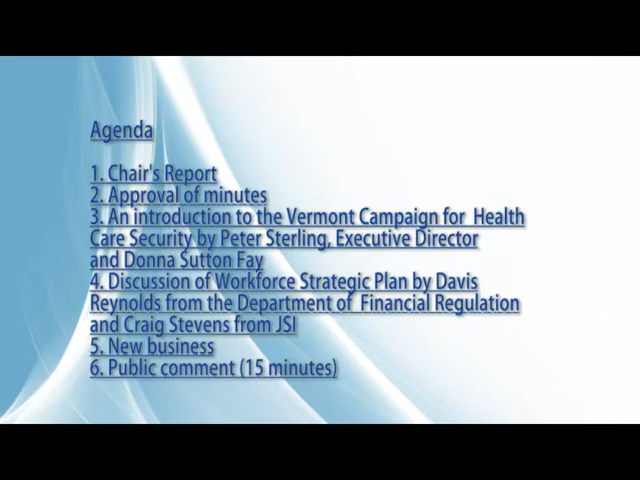 Agenda
1. Chair's Report
2. Approval of minutes
3. An introduction to the Vermont Campaign for Health
Care Security by Peter Sterling, Executive Director
and Donna Sutton Fay
4. Discussion of Workforce Strategic Plan by Davis
Reynolds from the Department of Financial Regulation
and Craig Stevens from JSI
5. New business
6. Public comment (15 minutes)